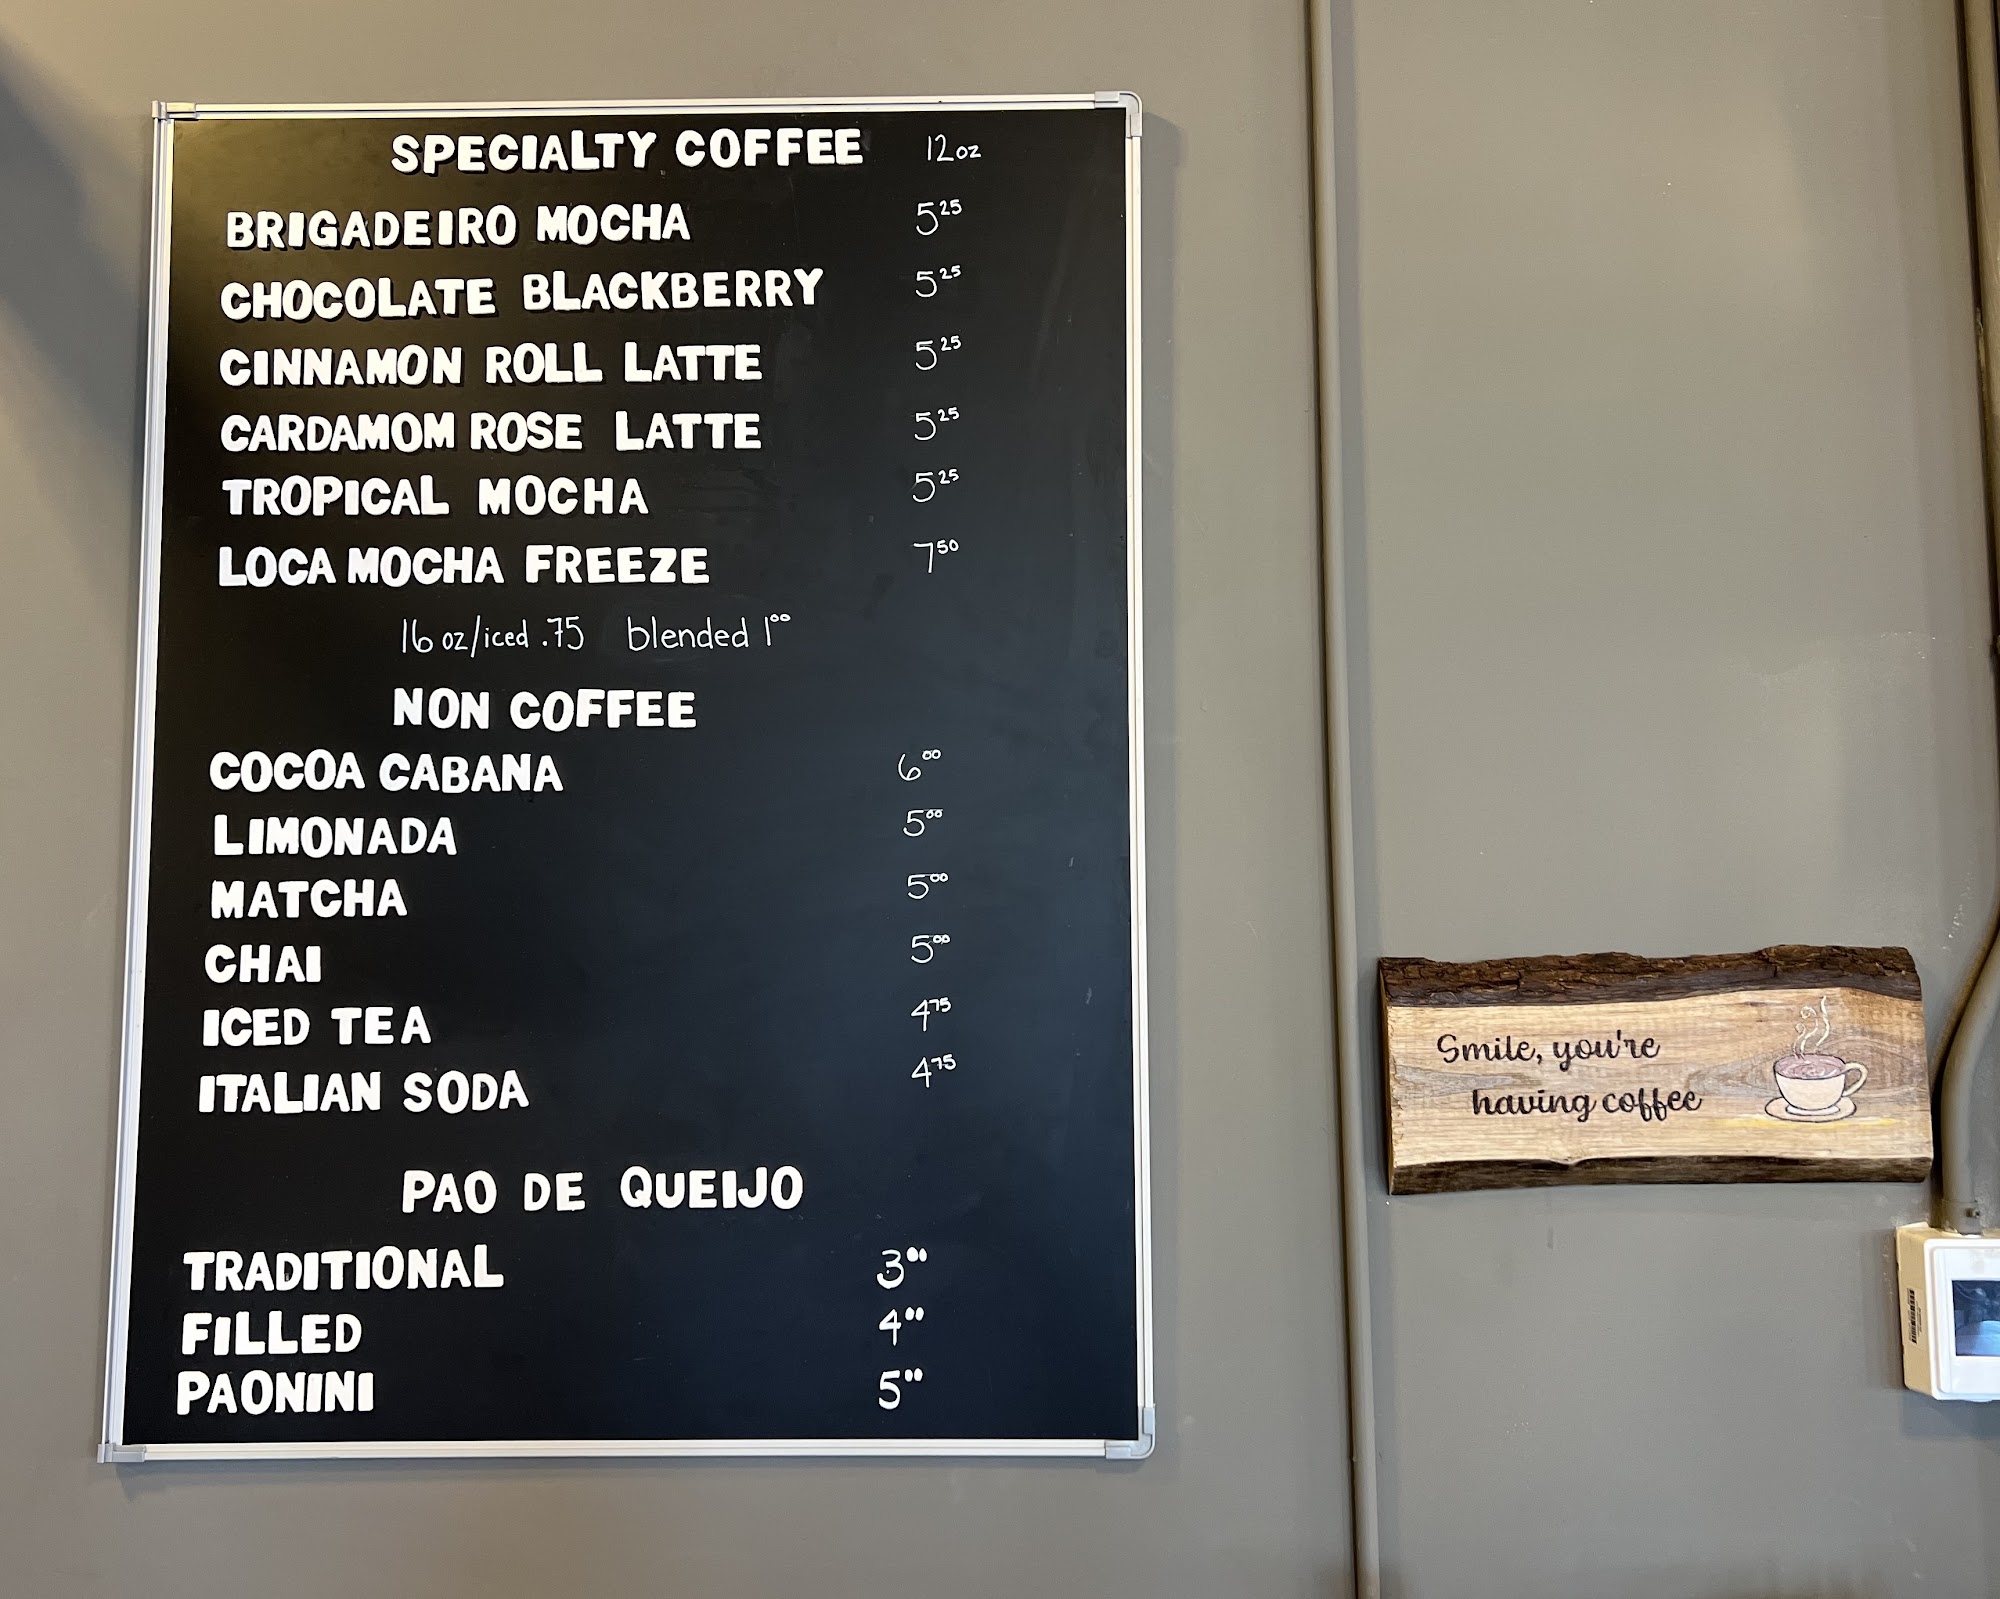 SPECIALTY COFFEE 12oz
BRIGADEIRO MOCHA 5²⁵
CHOCOLATE BLACKBERRY 5²⁵
CINNAMON ROLL LATTE 5²⁵
CARDAMOM ROSE LATTE 5²⁵
TROPICAL MOCHA 5²⁵
LOCA MOCHA FREEZE 7⁵⁰
16 oz/iced .75 blended 1⁰⁰
NON COFFEE
COCOA CABANA 6⁰⁰
LIMONADA 5⁰⁰
MATCHA 5⁰⁰
CHAI 5⁰⁰
ICED TEA 4⁷⁵
ITALIAN SODA 4⁷⁵
PAO DE QUEIJO
TRADITIONAL 3⁰⁰
FILLED 4⁰⁰
PAONINI 5⁰⁰
Smile, you're
having coffee